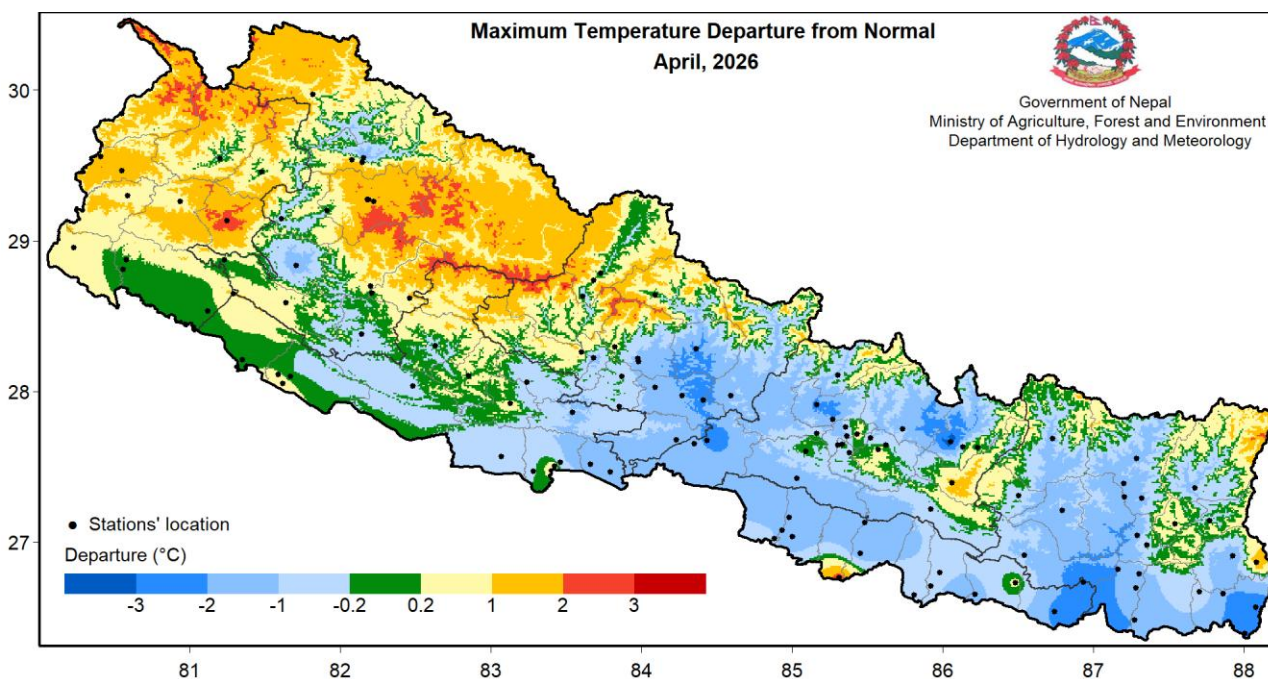 Maximum Temperature Departure from Normal
April, 2026
Government of Nepal
Ministry of Agriculture, Forest and Environment
Department of Hydrology and Meteorology
30
29
28
27
Stations' location
Departure (°C)
-3 -2 -1 -0.2 0.2 1 2 3
81 82 83 84 85 86 87 88